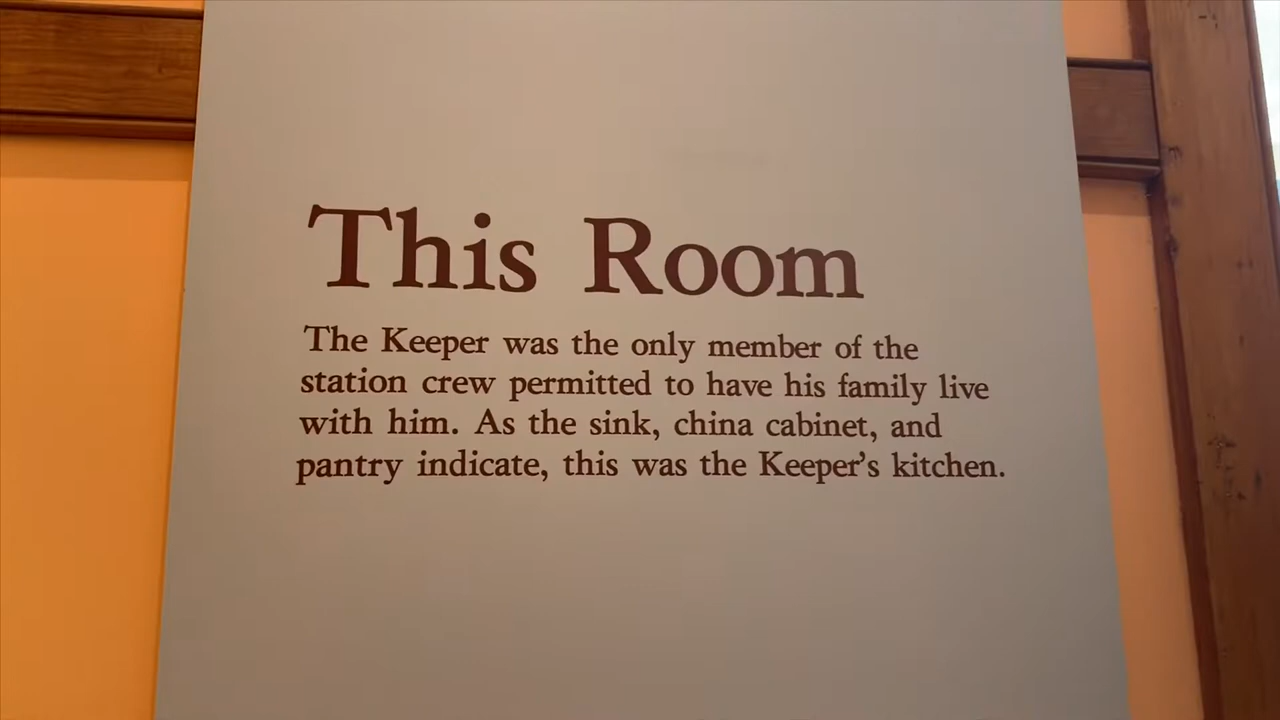 This Room
The Keeper was the only member of the
station crew permitted to have his family live
with him. As the sink, china cabinet, and
pantry indicate, this was the Keeper's kitchen.